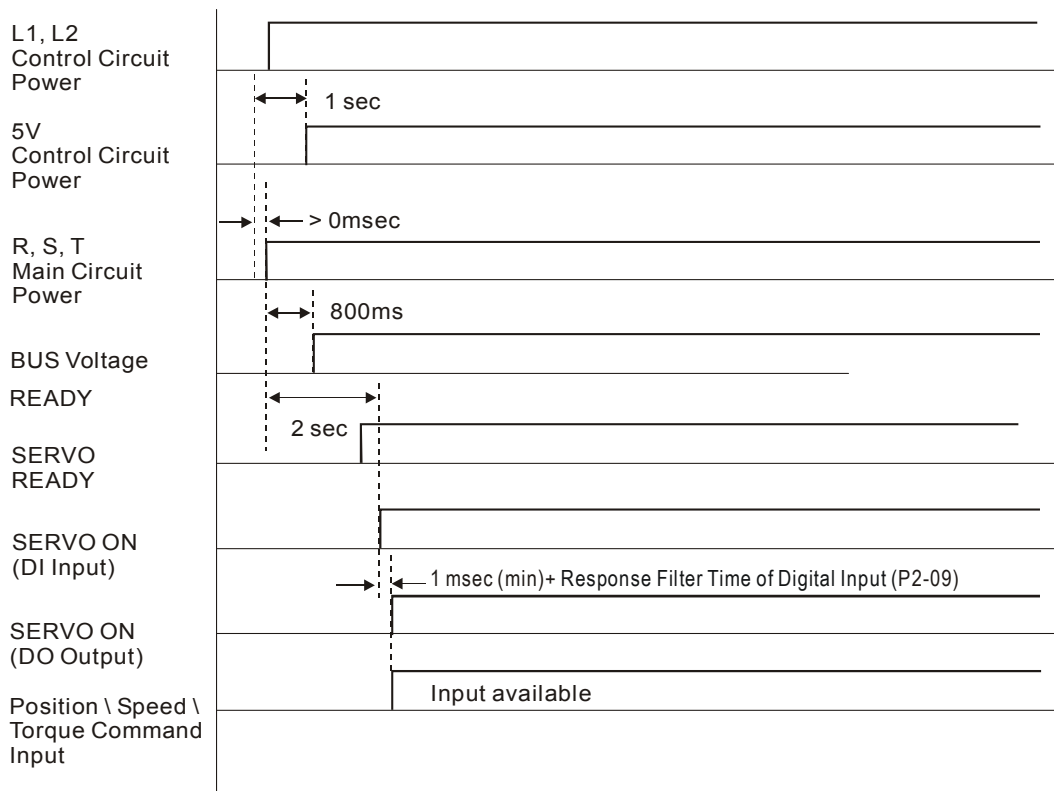 L1, L2
Control Circuit
Power
1 sec
5V
Control Circuit
Power
> 0msec
R, S, T
Main Circuit
Power
800ms
BUS Voltage
READY
2 sec
SERVO
READY
SERVO ON
(DI Input)
1 msec (min)+ Response Filter Time of Digital Input (P2-09)
SERVO ON
(DO Output)
Input available
Position \ Speed \
Torque Command
Input